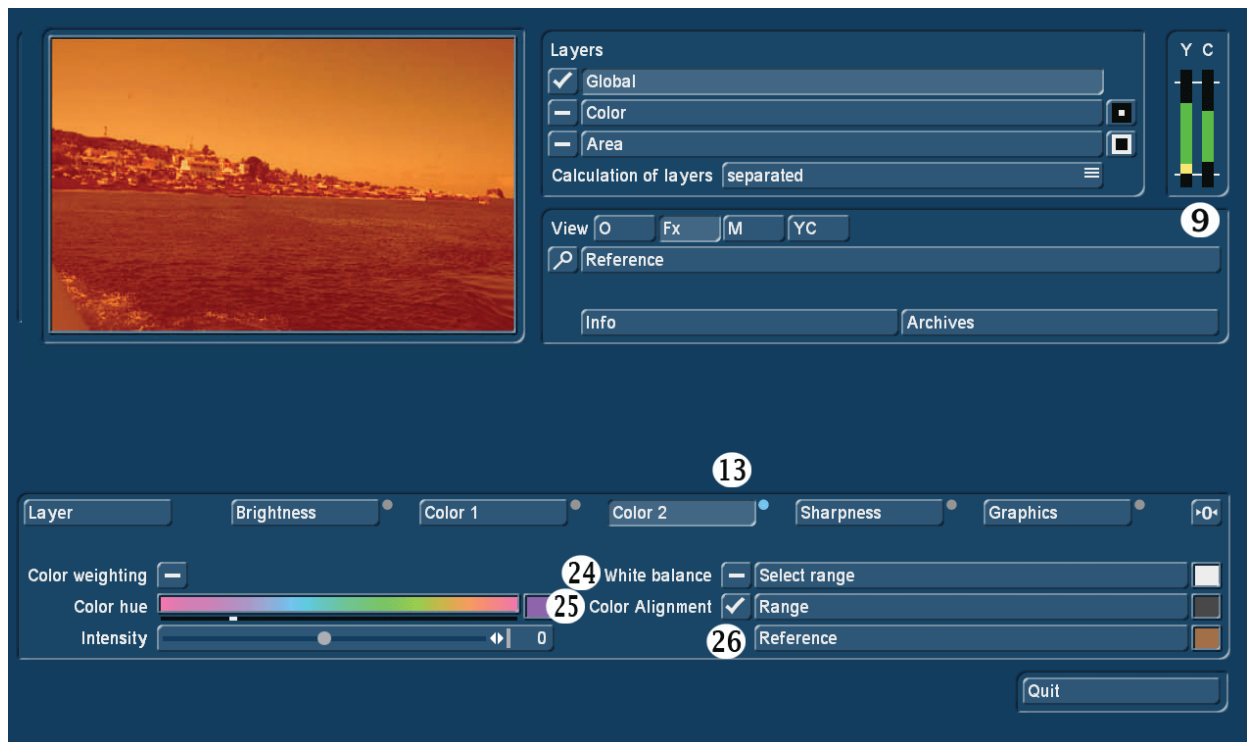 Layers
Y C
Global
Color
Area
Calculation of layers separated
9
View O Fx M YC
Reference
Info Archives
13
Layer Brightness Color 1 Color 2 Sharpness Graphics 0
Color weighting 24 White balance Select range
Color hue 25 Color Alignment Range
Intensity 0 26 Reference
Quit